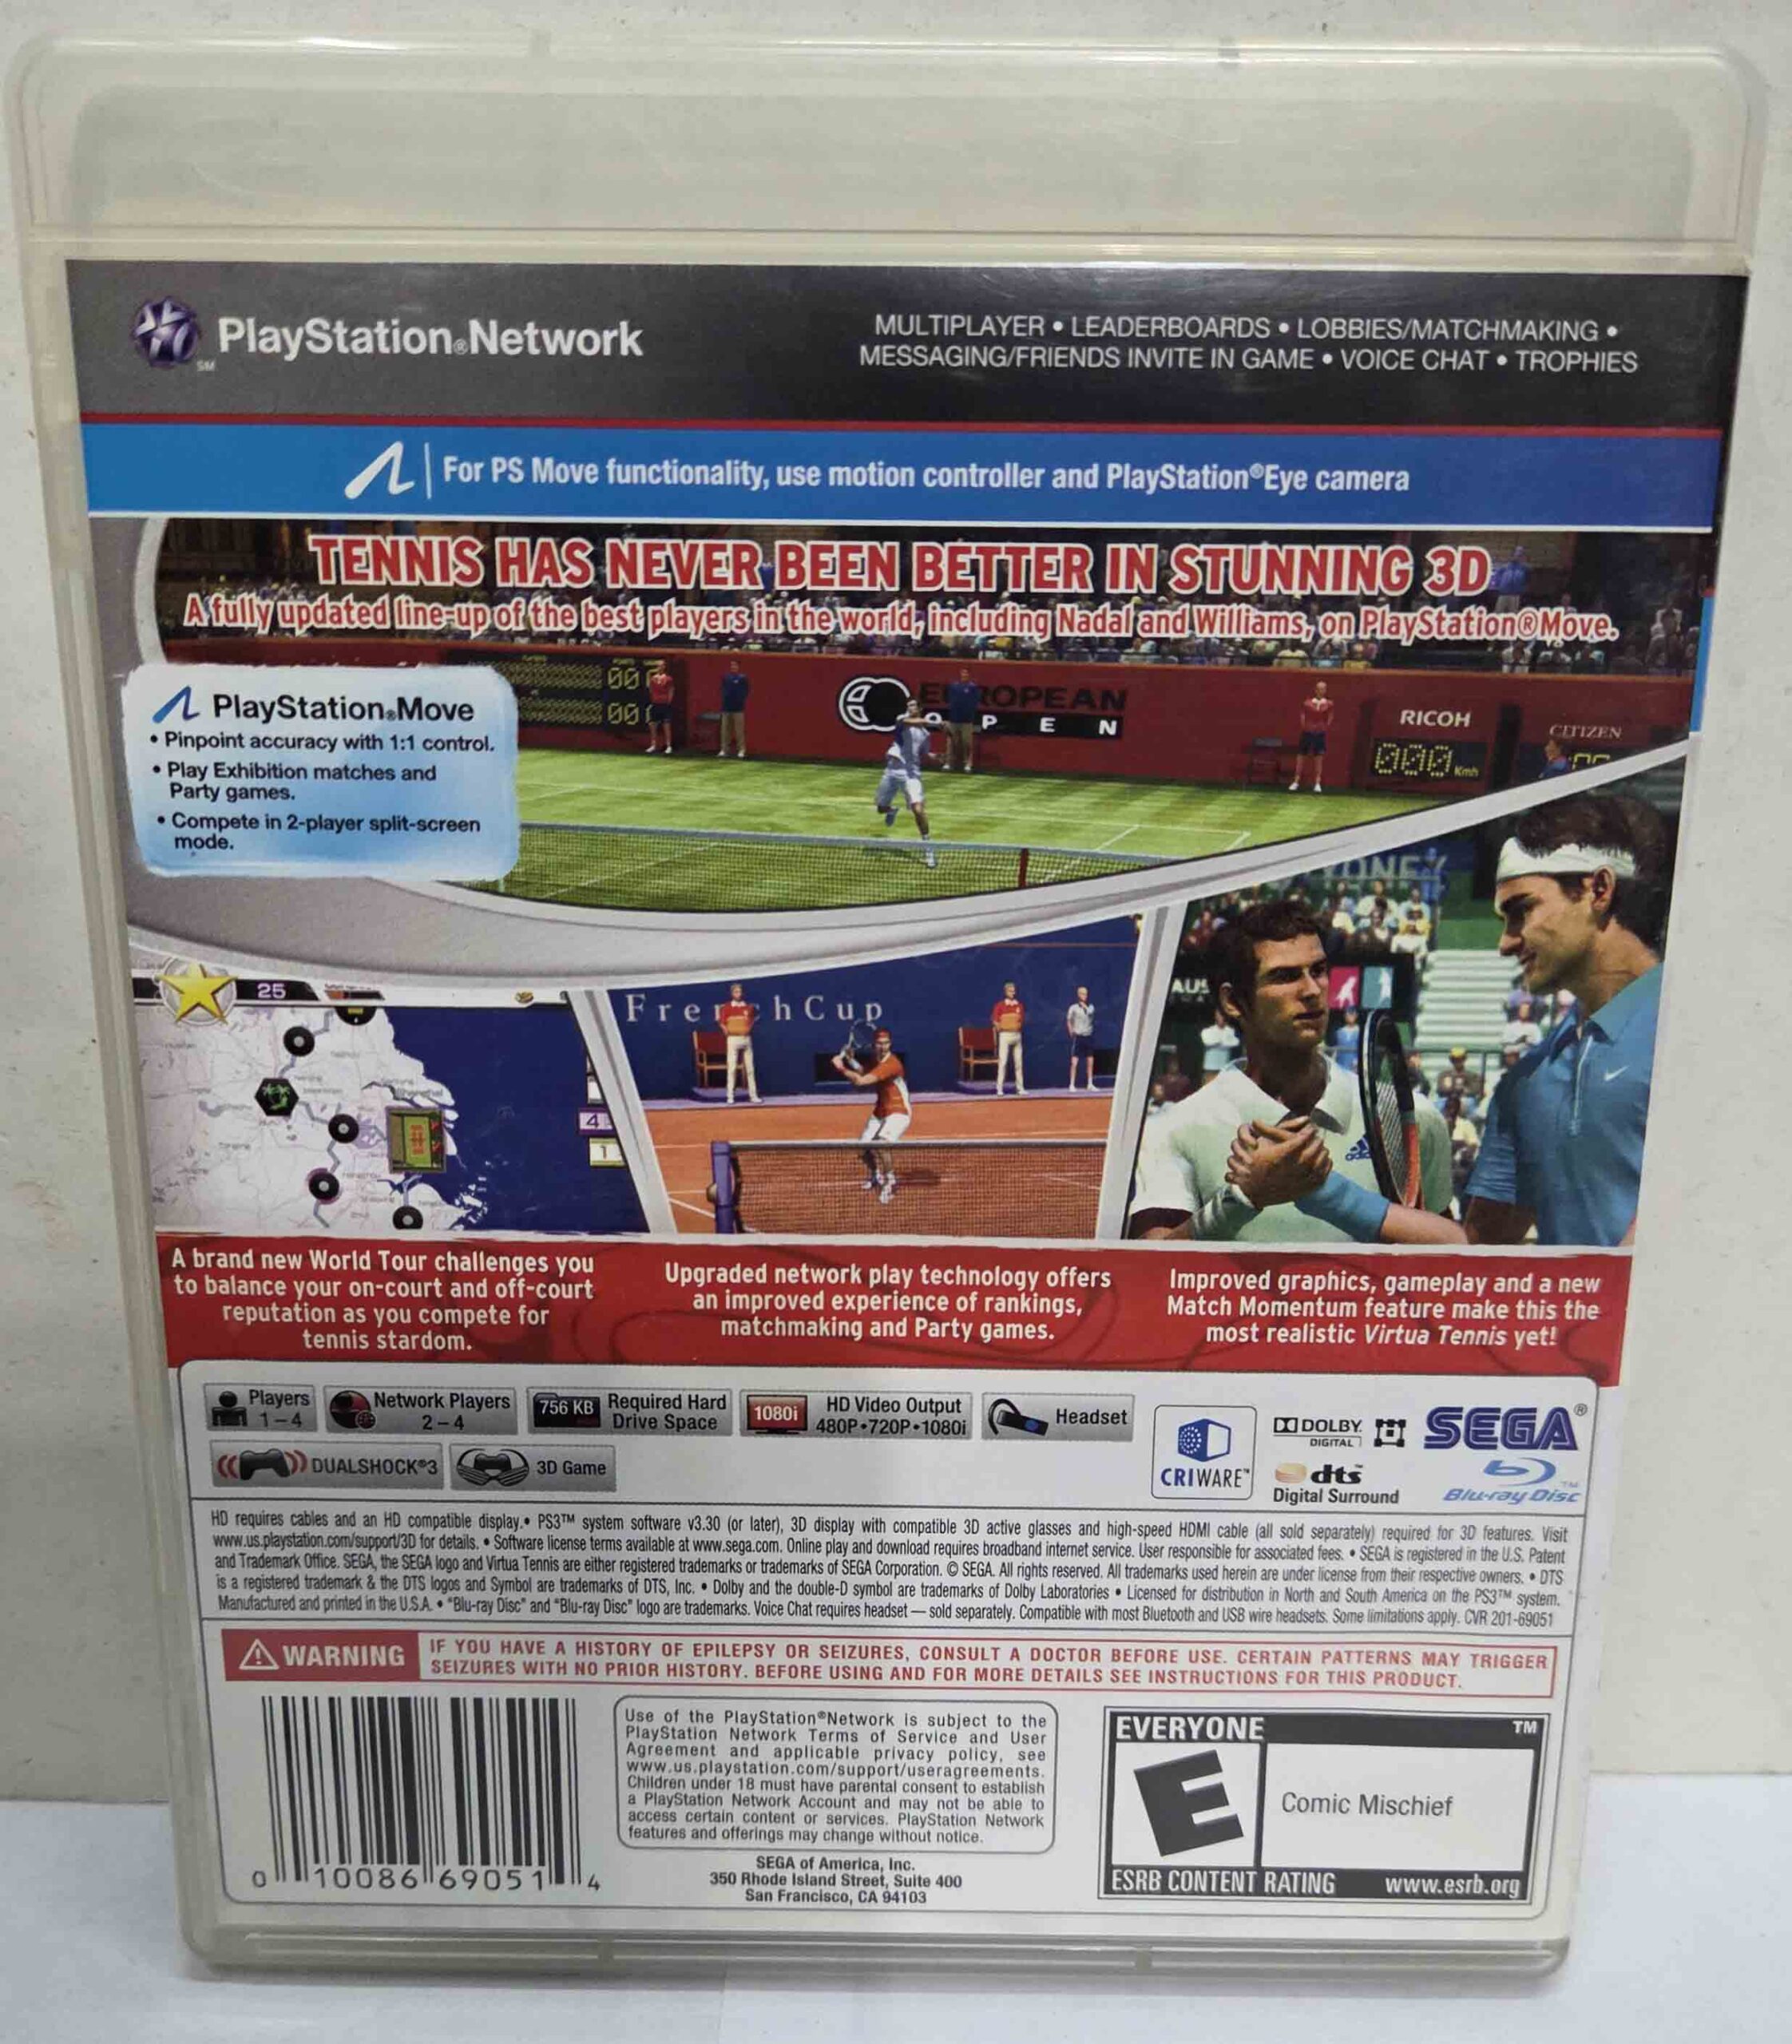 PlayStation®Network
SM
MULTIPLAYER • LEADERBOARDS • LOBBIES/MATCHMAKING •
MESSAGING/FRIENDS INVITE IN GAME • VOICE CHAT • TROPHIES
For PS Move functionality, use motion controller and PlayStation®Eye camera
TENNIS HAS NEVER BEEN BETTER IN STUNNING 3D
A fully updated line-up of the best players in the world, including Nadal and Williams, on PlayStation®Move.
PlayStation®Move
• Pinpoint accuracy with 1:1 control.
• Play Exhibition matches and
Party games.
• Compete in 2-player split-screen
mode.
EUROPEAN
OPEN
RICOH
000 Kmh
CITIZEN
25
4
1
French Cup
YONEX
AUS
adidas
A brand new World Tour challenges you
to balance your on-court and off-court
reputation as you compete for
tennis stardom.
Upgraded network play technology offers
an improved experience of rankings,
matchmaking and Party games.
Improved graphics, gameplay and a new
Match Momentum feature make this the
most realistic Virtua Tennis yet!
Players
1–4
Network Players
2–4
756 KB
Required Hard
Drive Space
1080i
HD Video Output
480P•720P•1080i
Headset
DUALSHOCK®3
3D Game
CRIWARE™
DOLBY
DIGITAL
dts™
Digital Surround
SEGA®
Blu-ray Disc™
HD requires cables and an HD compatible display.• PS3™ system software v3.30 (or later), 3D display with compatible 3D active glasses and high-speed HDMI cable (all sold separately) required for 3D features. Visit
www.us.playstation.com/support/3D for details. • Software license terms available at www.sega.com. Online play and download requires broadband internet service. User responsible for associated fees. • SEGA is registered in the U.S. Patent
and Trademark Office. SEGA, the SEGA logo and Virtua Tennis are either registered trademarks or trademarks of SEGA Corporation. © SEGA. All rights reserved. All trademarks used herein are under license from their respective owners. • DTS
is a registered trademark & the DTS logos and Symbol are trademarks of DTS, Inc. • Dolby and the double-D symbol are trademarks of Dolby Laboratories • Licensed for distribution in North and South America on the PS3™ system.
Manufactured and printed in the U.S.A. • "Blu-ray Disc" and "Blu-ray Disc" logo are trademarks. Voice Chat requires headset — sold separately. Compatible with most Bluetooth and USB wire headsets. Some limitations apply. CVR 201-69051
WARNING
IF YOU HAVE A HISTORY OF EPILEPSY OR SEIZURES, CONSULT A DOCTOR BEFORE USE. CERTAIN PATTERNS MAY TRIGGER
SEIZURES WITH NO PRIOR HISTORY. BEFORE USING AND FOR MORE DETAILS SEE INSTRUCTIONS FOR THIS PRODUCT.
0 10086 69051 4
Use of the PlayStation®Network is subject to the
PlayStation Network Terms of Service and User
Agreement and applicable privacy policy, see
www.us.playstation.com/support/useragreements.
Children under 18 must have parental consent to establish
a PlayStation Network Account and may not be able to
access certain content or services. PlayStation Network
features and offerings may change without notice.
SEGA of America, Inc.
350 Rhode Island Street, Suite 400
San Francisco, CA 94103
EVERYONE
TM
E
Comic Mischief
ESRB CONTENT RATING
www.esrb.org